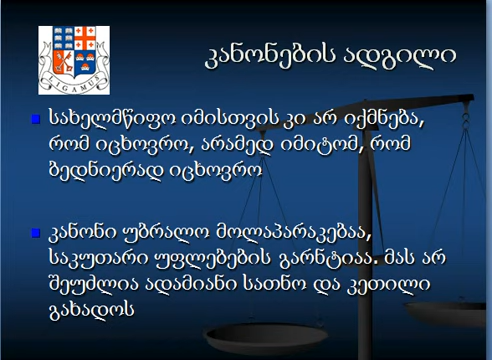 კანონების ადგილი
LIGAMUS
სახელმწიფო იმისთვის კი არ იქმნება,
რომ იცხოვრო, არამედ იმიტომ, რომ
ბედნიერად იცხოვრო
კანონი უბრალო მოლაპარაკებაა,
საკუთარი უფლებების გარნტიაა. მას არ
შეუძლია ადამიანი სათნო და კეთილი
გახადოს